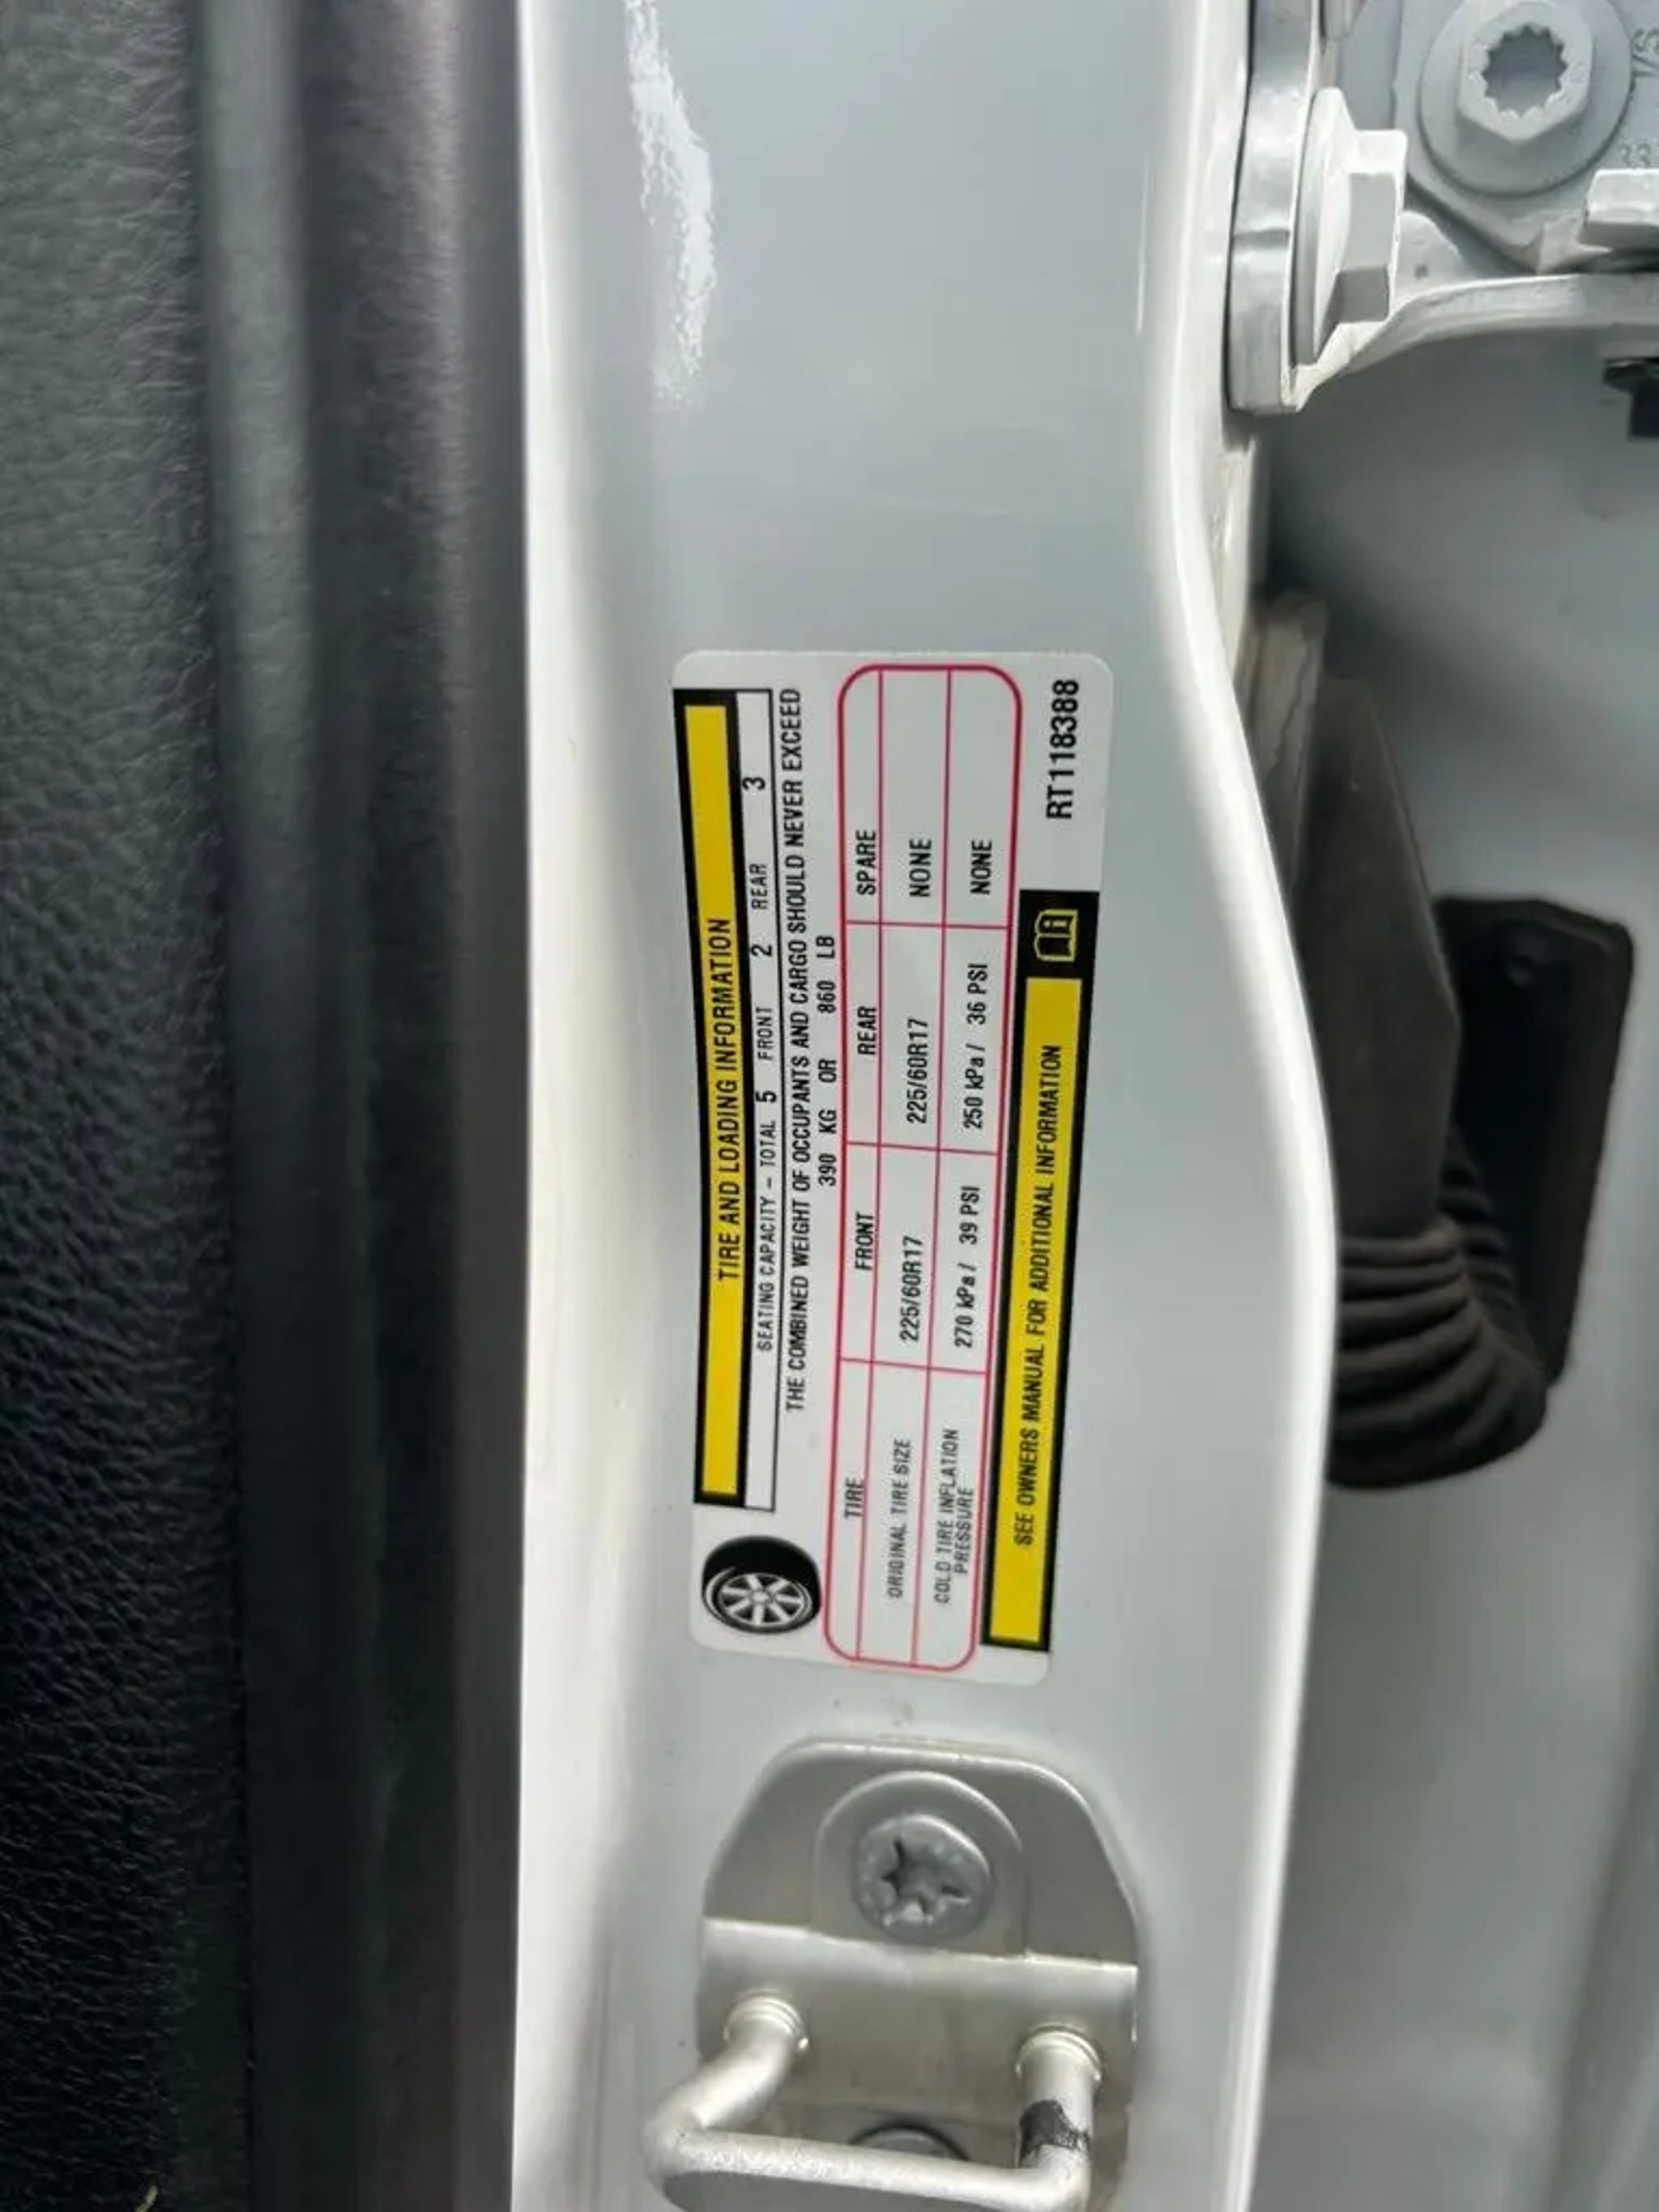 TIRE AND LOADING INFORMATION
SEATING CAPACITY - TOTAL 5 FRONT 2 REAR 3
THE COMBINED WEIGHT OF OCCUPANTS AND CARGO SHOULD NEVER EXCEED
390 KG OR 860 LB
TIRE FRONT REAR SPARE
ORIGINAL TIRE SIZE 225/60R17 225/60R17 NONE
COLD TIRE INFLATION PRESSURE 270 kPa / 39 PSI 250 kPa / 36 PSI NONE
SEE OWNERS MANUAL FOR ADDITIONAL INFORMATION
RT118388